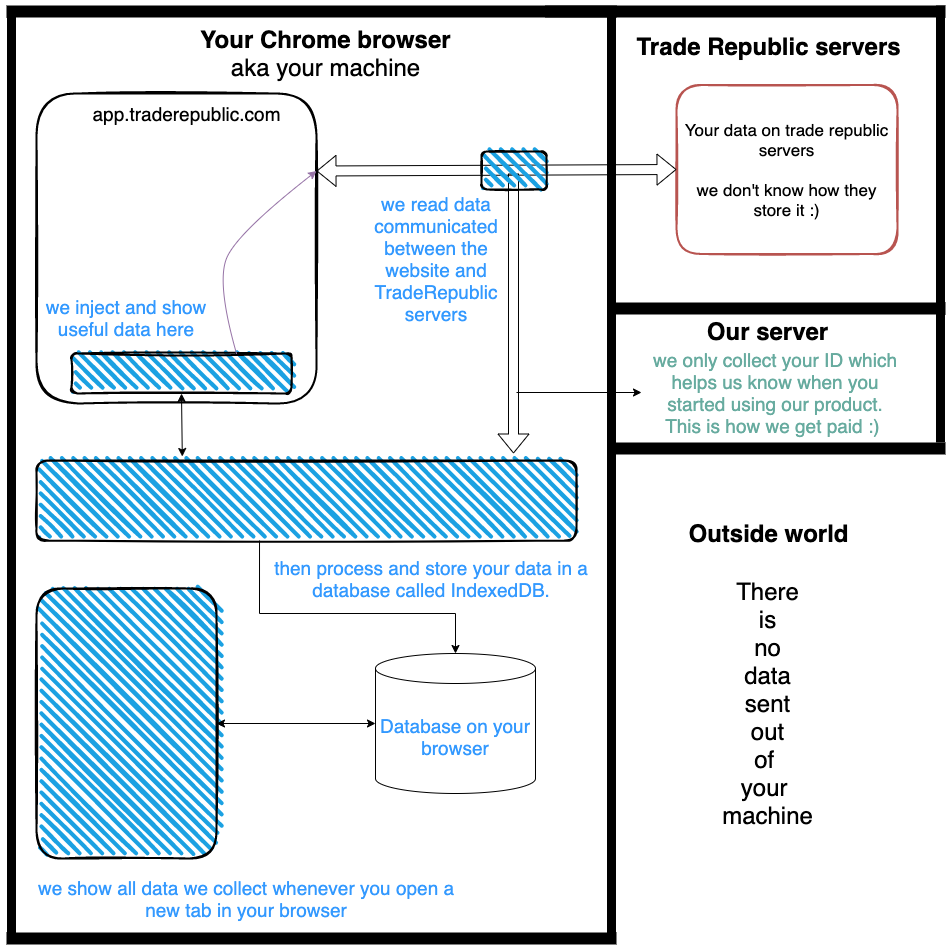 Your Chrome browser
aka your machine
app.traderepublic.com
we inject and show
useful data here
we read data
communicated
between the
website and
TradeRepublic
servers
then process and store your data in a
database called IndexedDB.
Database on your
browser
we show all data we collect whenever you open a
new tab in your browser
Trade Republic servers
Your data on trade republic
servers
we don't know how they
store it :)
Our server
we only collect your ID which
helps us know when you
started using our product.
This is how we get paid :)
Outside world
There
is
no
data
sent
out
of
your
machine